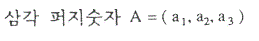 삼각 퍼지숫자 A = ( a₁, a₂, a₃ )